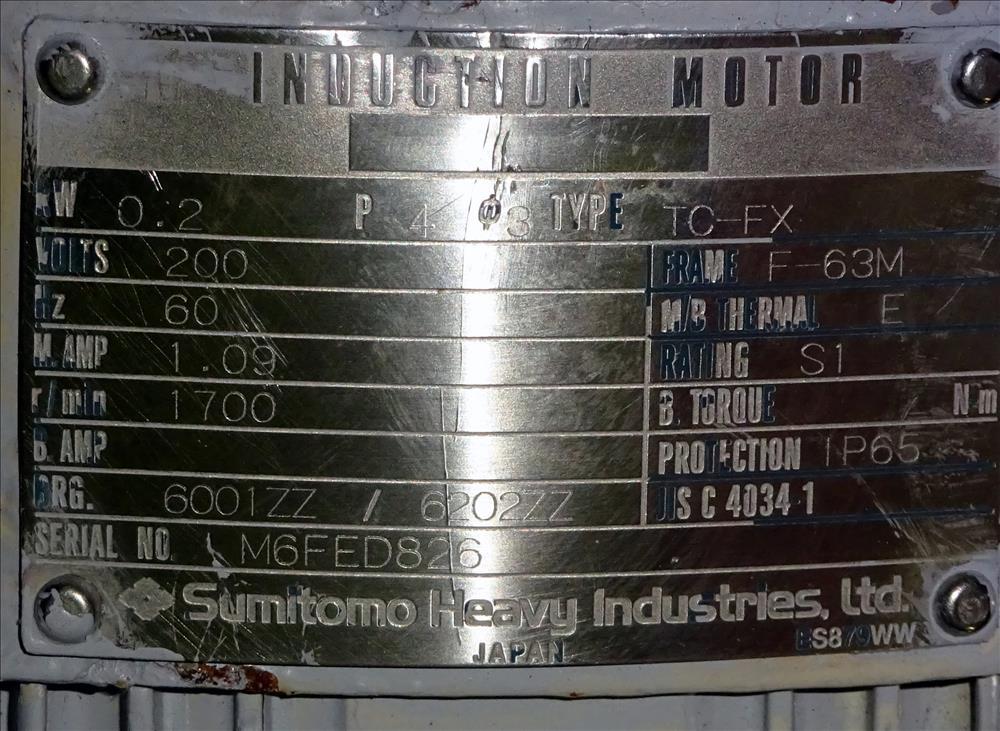 INDUCTION MOTOR
kW 0.2 P 4 φ 3 TYPE TC-FX
VOLTS 200 FRAME F-63M
Hz 60 M/C THERMAL E
M. AMP 1.09 RATING S1
r/min 1700 B. TORQUE N·m
B. AMP PROTECTION IP65
BRG. 6001ZZ / 6202ZZ JIS C 4034-1
SERIAL NO. M6FED826
Sumitomo Heavy Industries, Ltd.
JAPAN ES879WW